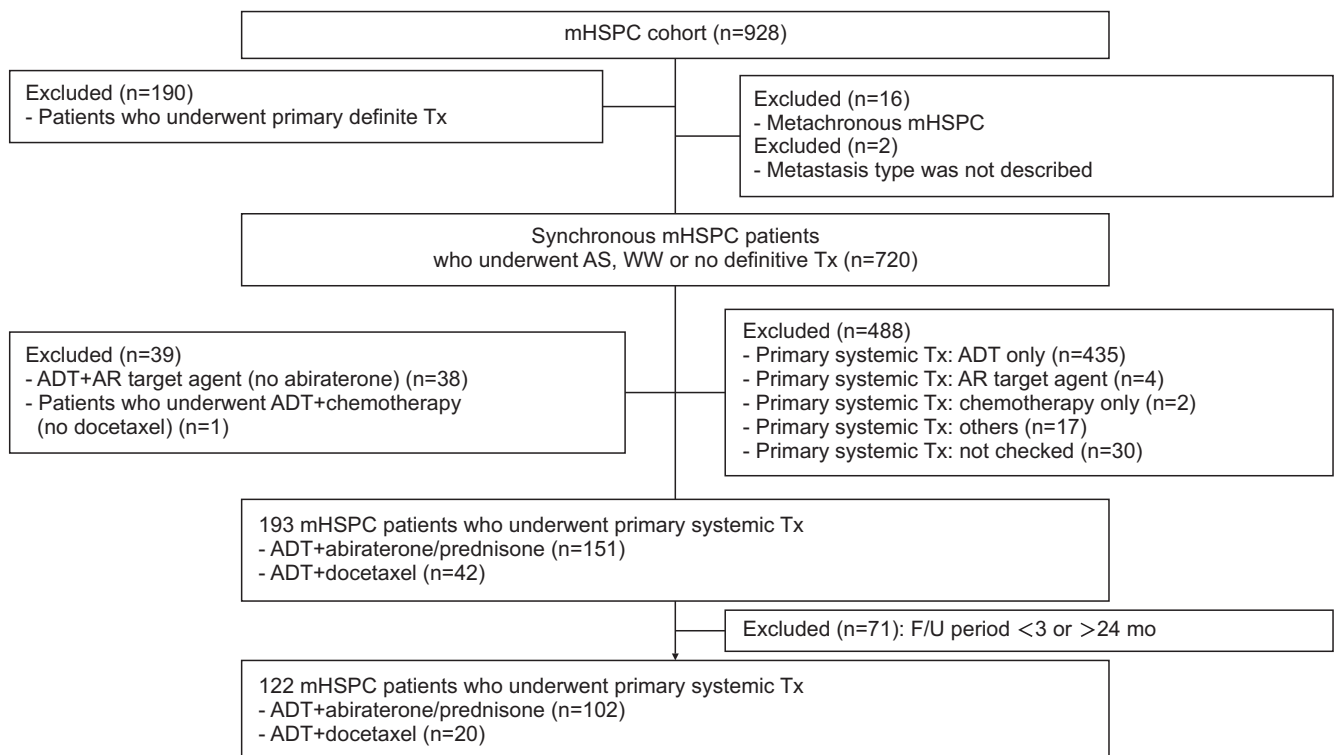 mHSPC cohort (n=928)
Excluded (n=190)
- Patients who underwent primary definite Tx
Excluded (n=16)
- Metachronous mHSPC
Excluded (n=2)
- Metastasis type was not described
Synchronous mHSPC patients
who underwent AS, WW or no definitive Tx (n=720)
Excluded (n=39)
- ADT+AR target agent (no abiraterone) (n=38)
- Patients who underwent ADT+chemotherapy
(no docetaxel) (n=1)
Excluded (n=488)
- Primary systemic Tx: ADT only (n=435)
- Primary systemic Tx: AR target agent (n=4)
- Primary systemic Tx: chemotherapy only (n=2)
- Primary systemic Tx: others (n=17)
- Primary systemic Tx: not checked (n=30)
193 mHSPC patients who underwent primary systemic Tx
- ADT+abiraterone/prednisone (n=151)
- ADT+docetaxel (n=42)
Excluded (n=71): F/U period <3 or >24 mo
122 mHSPC patients who underwent primary systemic Tx
- ADT+abiraterone/prednisone (n=102)
- ADT+docetaxel (n=20)